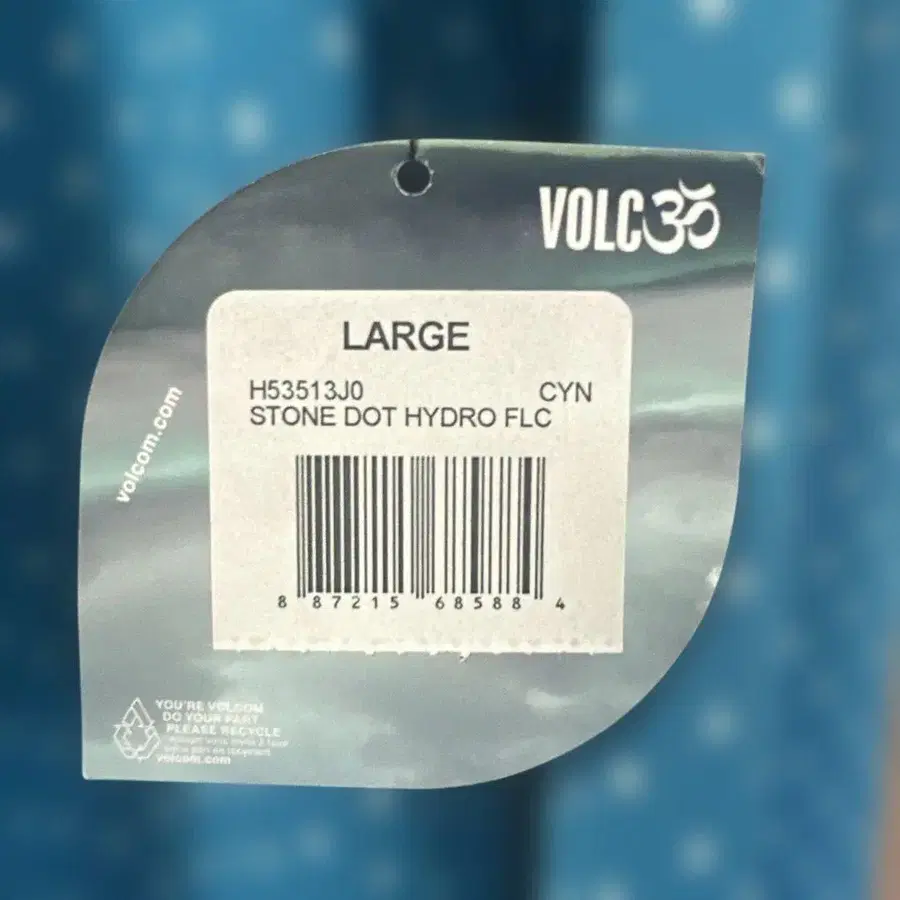 VOLCॐ
LARGE
H53513J0 CYN
STONE DOT HYDRO FLC
volcom.com
8 87215 68588 4
YOU'RE VOLCOM
DO YOUR PART
PLEASE RECYCLE
volcom.com